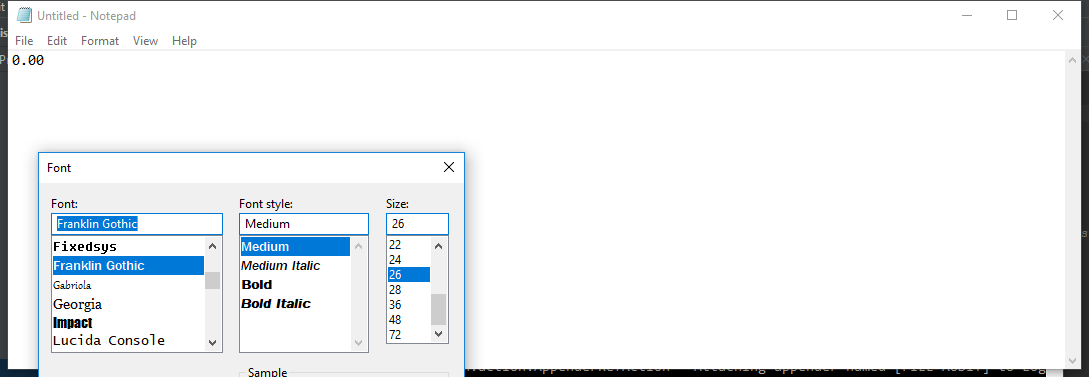 Untitled - Notepad
File Edit Format View Help
0.00
Font
Font: Font style: Size:
Franklin Gothic Medium 26
Fixedsys
Franklin Gothic
Gabriola
Georgia
Impact
Lucida Console
Medium
Medium Italic
Bold
Bold Italic
22
24
26
28
36
48
72
Sample